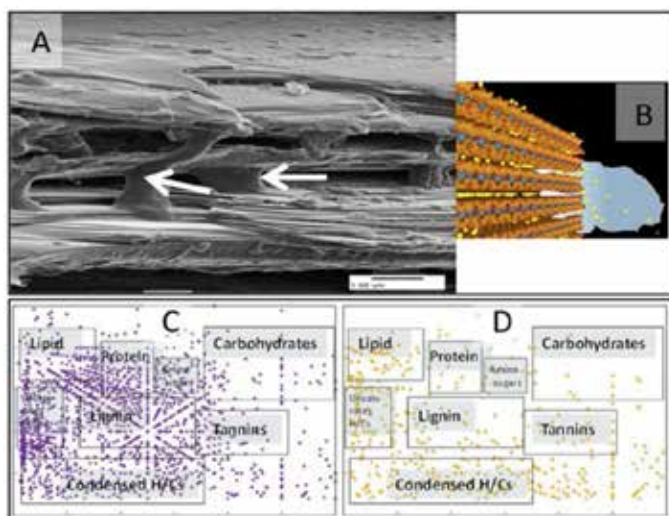 A
B
C
Lipid
Carbohydrates
Protein
Lignin
Tannins
Condensed H/Cs
D
Lipid
Carbohydrates
Protein
Lignin
Tannins
Condensed H/Cs